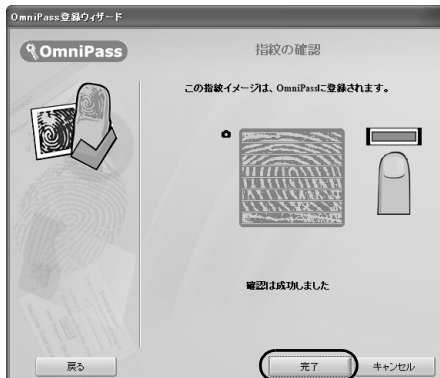 OmniPass登録ウィザード
OmniPass
指紋の確認
この指紋イメージは、OmniPassに登録されます。
確認は成功しました
戻る
完了
キャンセル